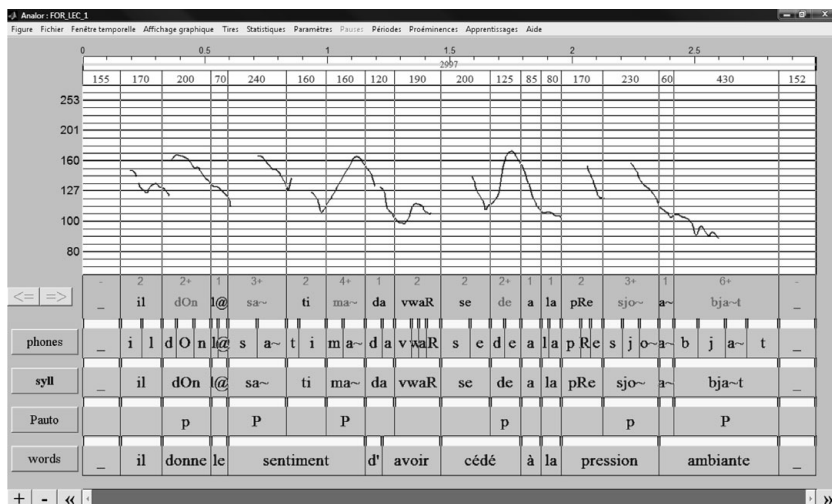 Analor : FOR_LEC_1
Figure Fichier Fenêtre temporelle Affichage graphique Tires Statistiques Paramètres Pauses Périodes Proéminences Apprentissages Aide
0 0.5 1 1.5 2 2.5
2997
155 170 200 70 240 160 160 120 190 200 125 85 80 170 230 60 430 152
253
201
160
127
100
80
- 2 2+ 1 3+ 2 4+ 1 2 2 2+ 1 1 2 3+ 1 6+ -
<= => _ il dOn l@ sa~ ti ma~ da vwaR se de a la pRe sjo~ a~ bja~t _
phones _ i l d O n l@ s a~ t i m a~ d a v w a R s e d e a l a p R e s j o~ a~ b j a~ t _
syll _ il dOn l@ sa~ ti ma~ da vwaR se de a la pRe sjo~ a~ bja~t _
Pauto p P P p p P
words _ il donne le sentiment d' avoir cédé à la pression ambiante _
+ - « »